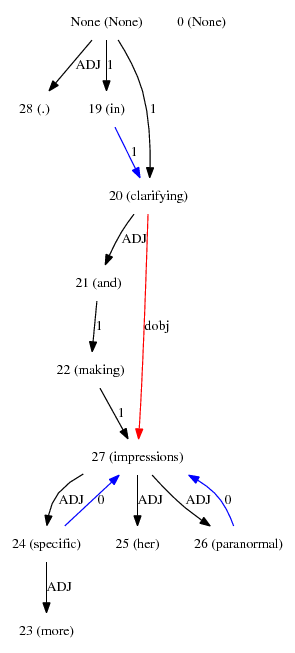 None (None) 0 (None)
ADJ 1
28 (.) 19 (in) 1
1
20 (clarifying)
ADJ
21 (and)
1 dobj
22 (making)
1
27 (impressions)
ADJ 0 ADJ ADJ 0
24 (specific) 25 (her) 26 (paranormal)
ADJ
23 (more)